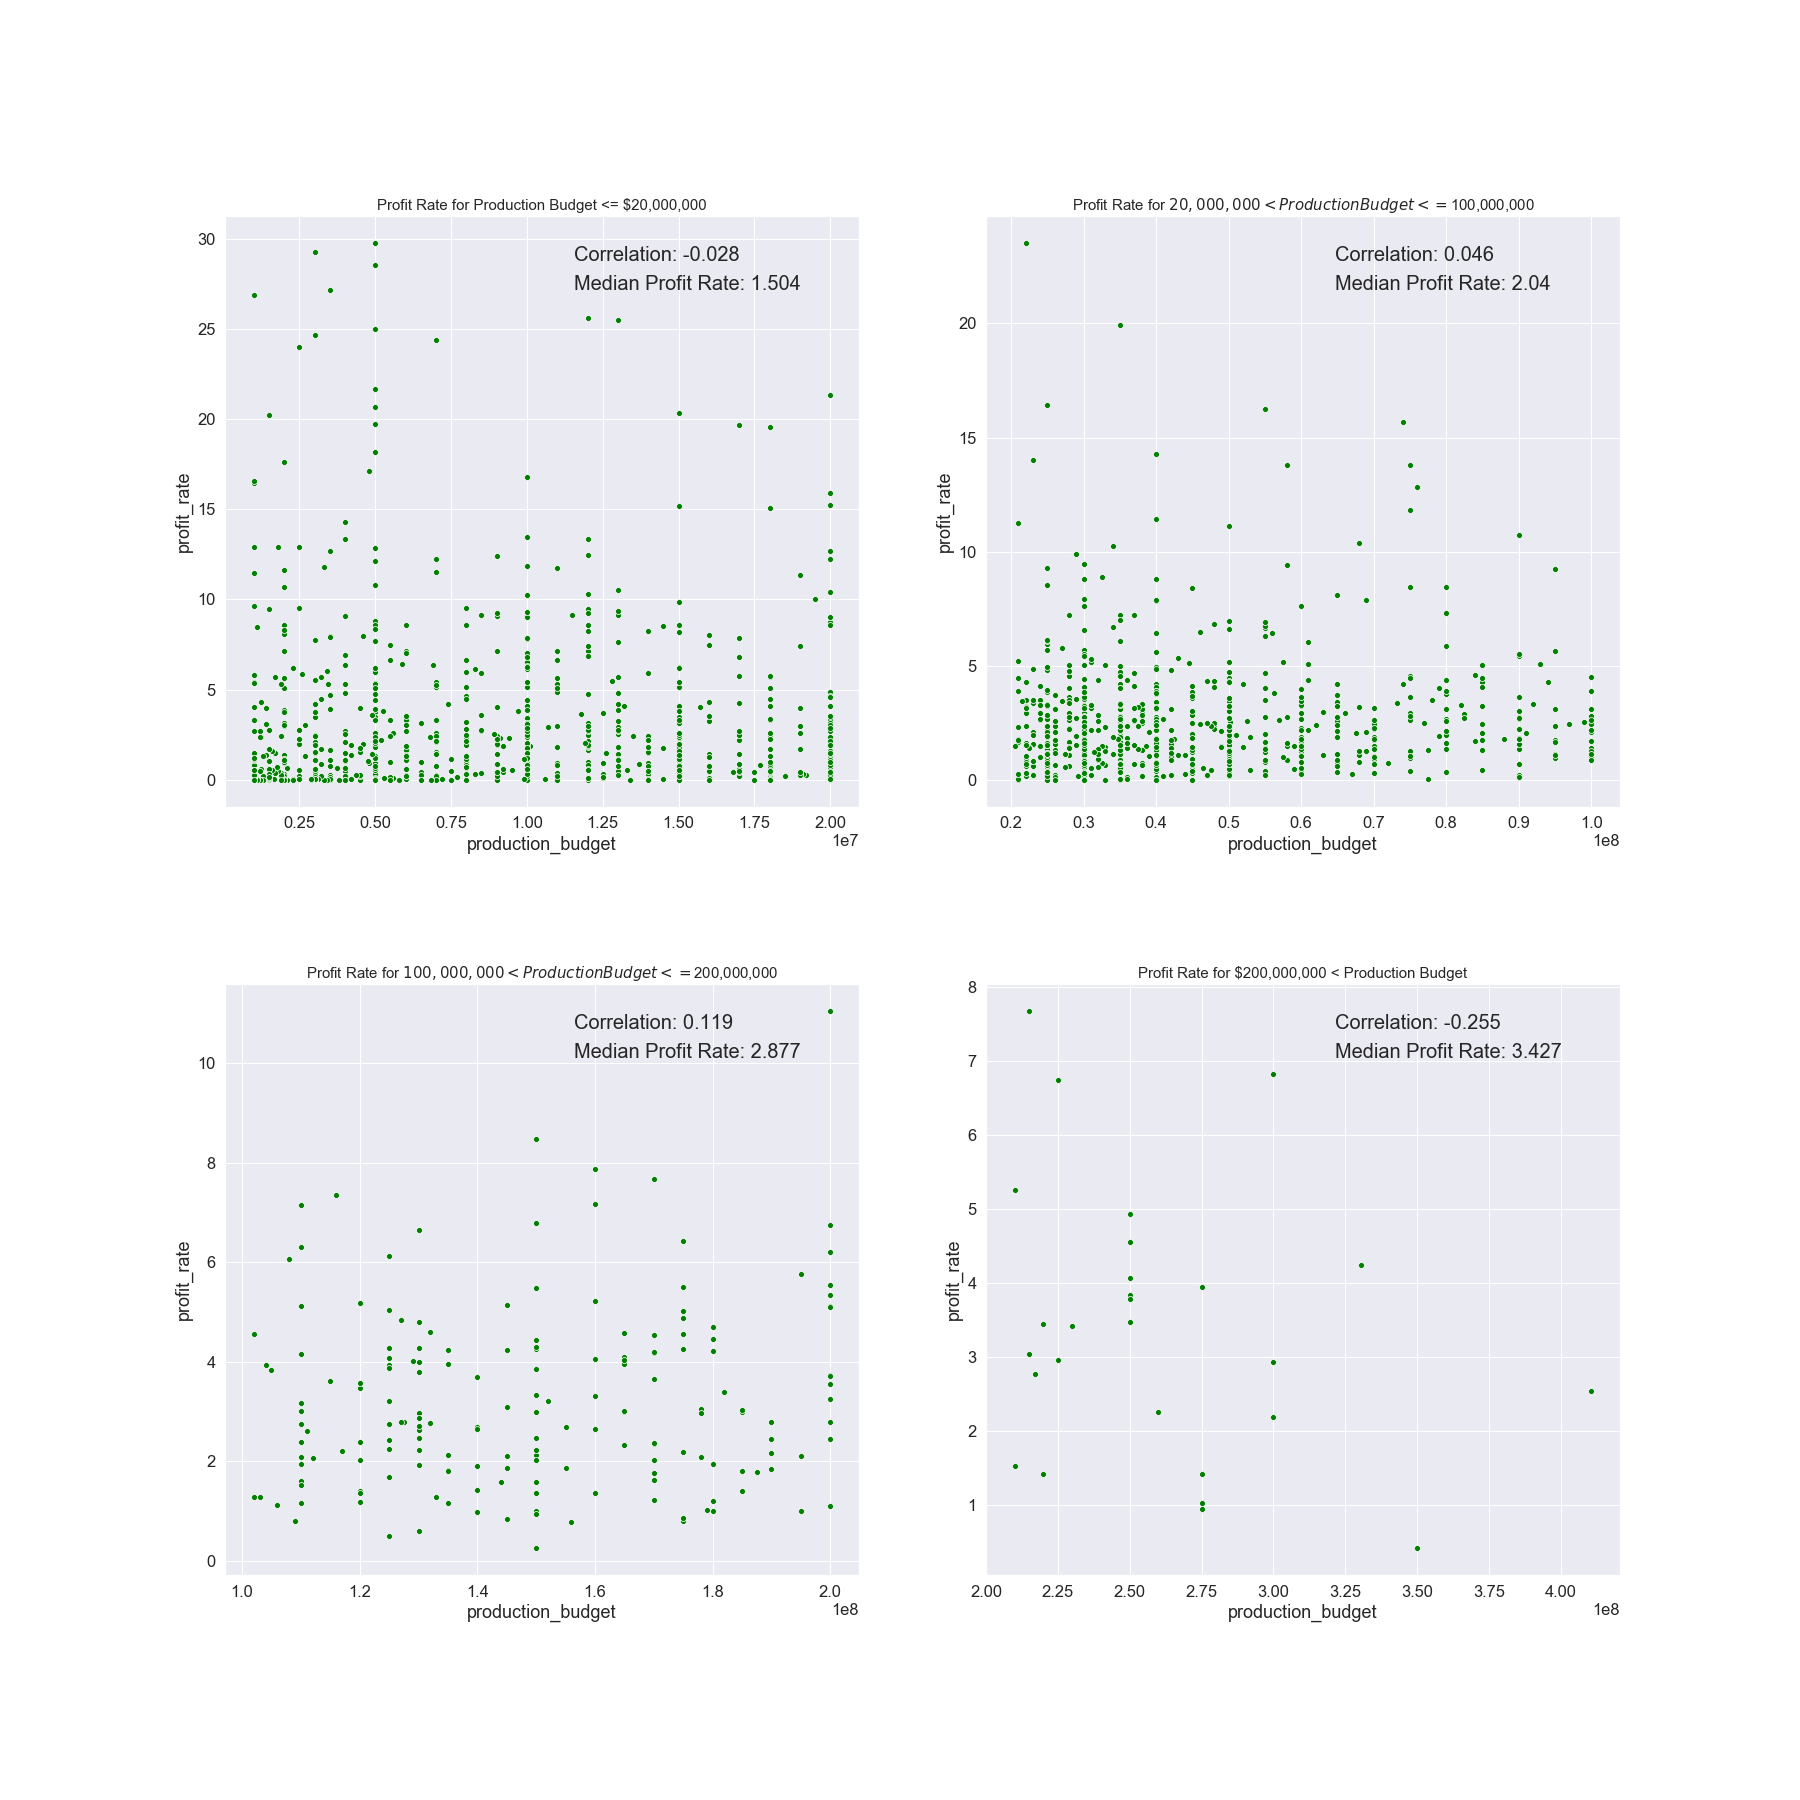 Profit Rate for Production Budget <= $20,000,000
Correlation: -0.028
Median Profit Rate: 1.504
30
25
20
15
10
5
0
profit_rate
0.25 0.50 0.75 1.00 1.25 1.50 1.75 2.00
1e7
production_budget
Profit Rate for 20,000,000 < ProductionBudget <= 100,000,000
Correlation: 0.046
Median Profit Rate: 2.04
20
15
10
5
0
profit_rate
0.2 0.3 0.4 0.5 0.6 0.7 0.8 0.9 1.0
1e8
production_budget
Profit Rate for 100,000,000 < ProductionBudget <= 200,000,000
Correlation: 0.119
Median Profit Rate: 2.877
10
8
6
4
2
0
profit_rate
1.0 1.2 1.4 1.6 1.8 2.0
1e8
production_budget
Profit Rate for $200,000,000 < Production Budget
Correlation: -0.255
Median Profit Rate: 3.427
8
7
6
5
4
3
2
1
profit_rate
2.00 2.25 2.50 2.75 3.00 3.25 3.50 3.75 4.00
1e8
production_budget